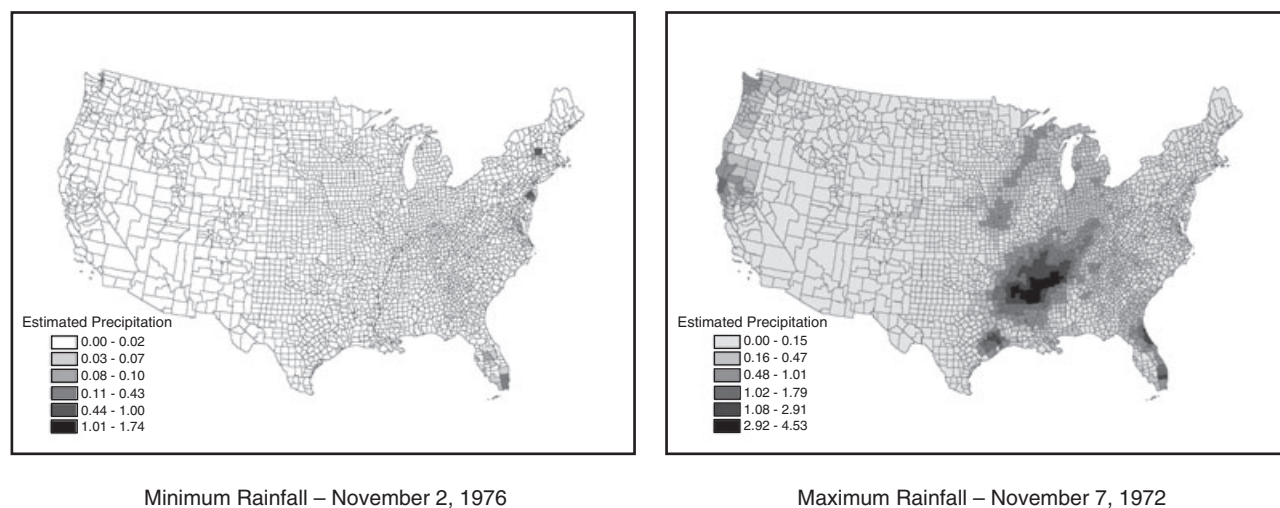 Estimated Precipitation
0.00 - 0.02
0.03 - 0.07
0.08 - 0.10
0.11 - 0.43
0.44 - 1.00
1.01 - 1.74
Minimum Rainfall – November 2, 1976
Estimated Precipitation
0.00 - 0.15
0.16 - 0.47
0.48 - 1.01
1.02 - 1.79
1.08 - 2.91
2.92 - 4.53
Maximum Rainfall – November 7, 1972